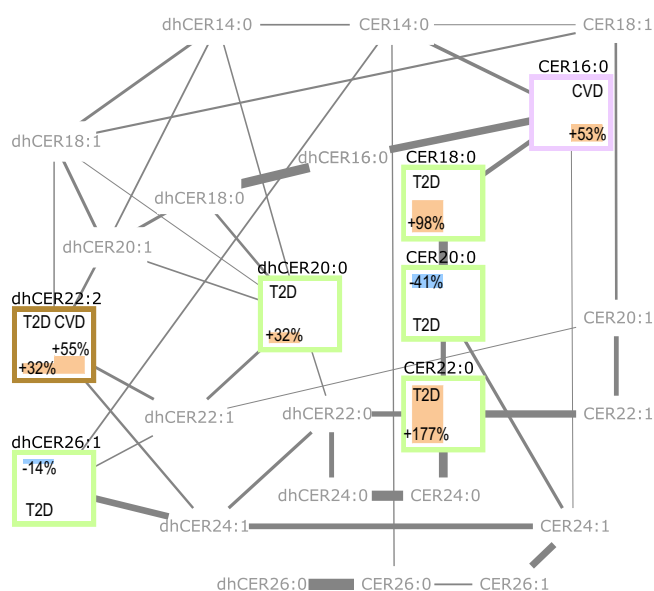 dhCER14:0 CER14:0 CER18:1
CER16:0
CVD
+53%
dhCER18:1
dhCER16:0
CER18:0
T2D
+98%
dhCER18:0
dhCER20:1
dhCER20:0
T2D
+32%
CER20:0
-41%
T2D
dhCER22:2
T2D CVD
+55%
+32%
CER20:1
CER22:0
T2D
+177%
dhCER22:1 dhCER22:0 CER22:1
dhCER26:1
-14%
T2D
dhCER24:0 CER24:0
dhCER24:1 CER24:1
dhCER26:0 CER26:0 CER26:1